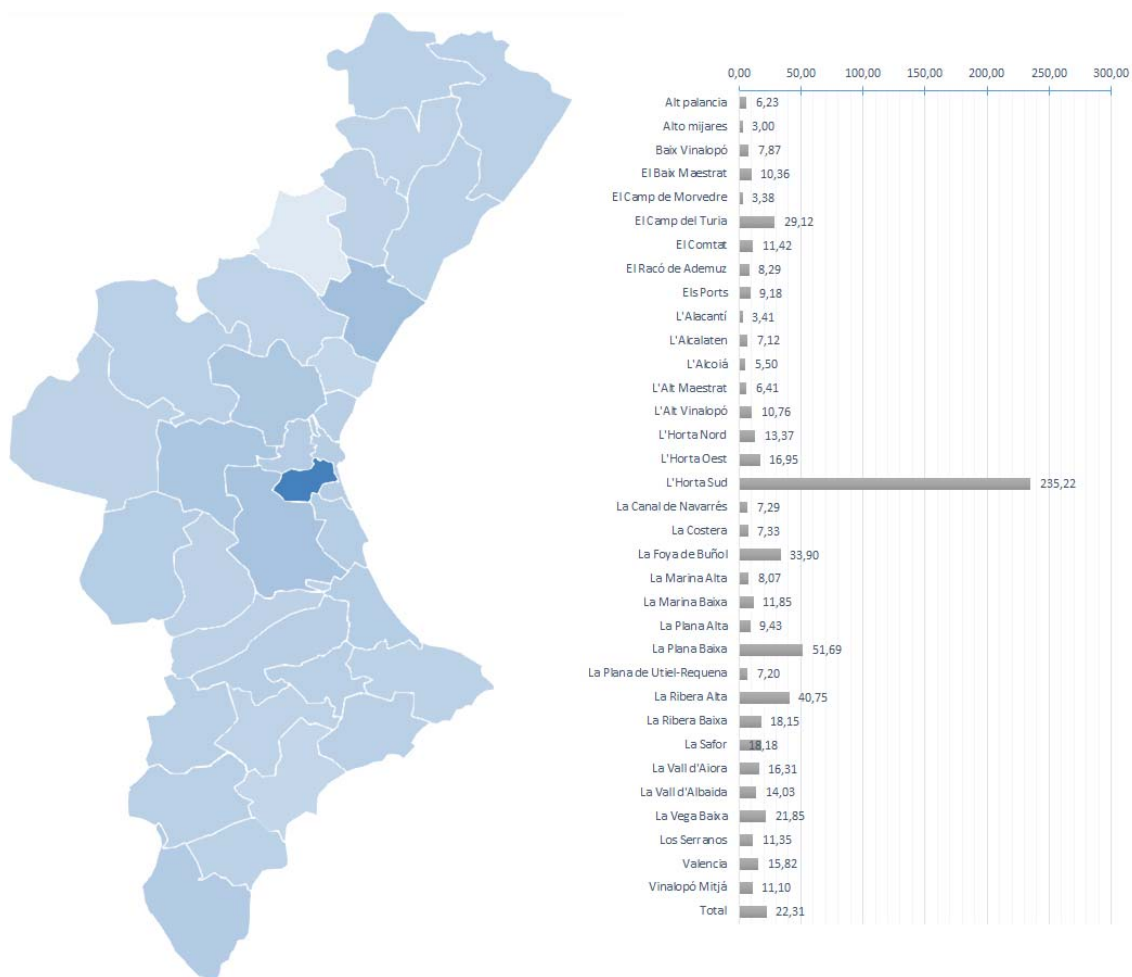 0,00 50,00 100,00 150,00 200,00 250,00 300,00
Alt palancia 6,23
Alto mijares 3,00
Baix Vinalopó 7,87
El Baix Maestrat 10,36
El Camp de Morvedre 3,38
El Camp del Turia 29,12
El Comtat 11,42
El Racó de Ademuz 8,29
Els Ports 9,18
L'Alacantí 3,41
L'Alcalaten 7,12
L'Alcoiá 5,50
L'Alt Maestrat 6,41
L'Alt Vinalopó 10,76
L'Horta Nord 13,37
L'Horta Oest 16,95
L'Horta Sud 235,22
La Canal de Navarrés 7,29
La Costera 7,33
La Foya de Buñol 33,90
La Marina Alta 8,07
La Marina Baixa 11,85
La Plana Alta 9,43
La Plana Baixa 51,69
La Plana de Utiel-Requena 7,20
La Ribera Alta 40,75
La Ribera Baixa 18,15
La Safor 18,18
La Vall d'Aiora 16,31
La Vall d'Albaida 14,03
La Vega Baixa 21,85
Los Serranos 11,35
Valencia 15,82
Vinalopó Mitjá 11,10
Total 22,31